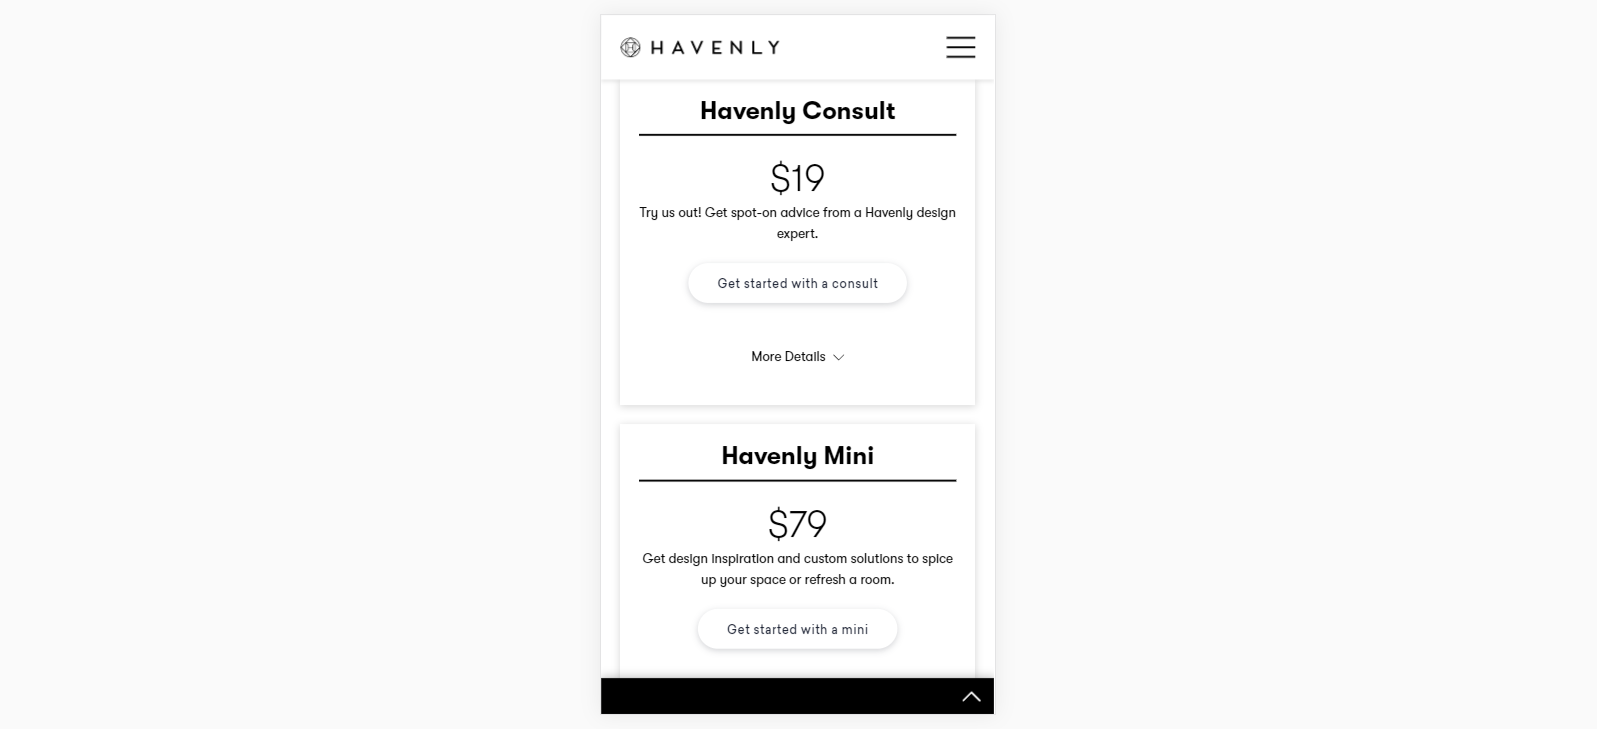 HAVENLY
Havenly Consult
$19
Try us out! Get spot-on advice from a Havenly design
expert.
Get started with a consult
More Details
Havenly Mini
$79
Get design inspiration and custom solutions to spice
up your space or refresh a room.
Get started with a mini